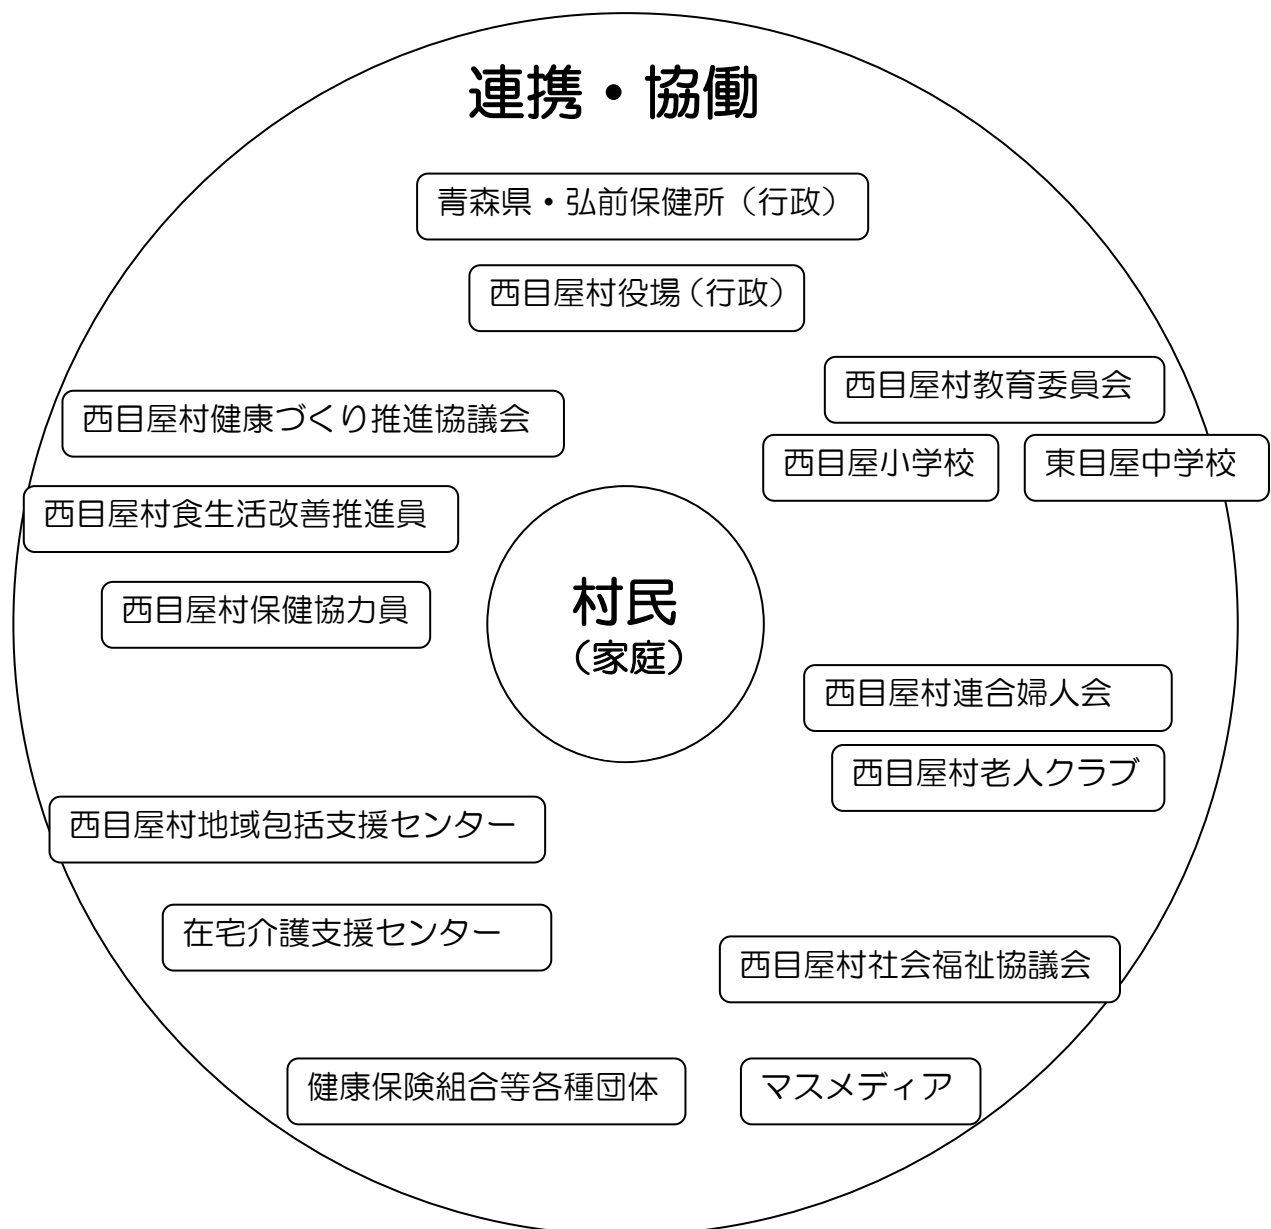 連携・協働
青森県・弘前保健所（行政）
西目屋村役場（行政）
西目屋村教育委員会
西目屋村健康づくり推進協議会
西目屋小学校
東目屋中学校
西目屋村食生活改善推進員
西目屋村保健協力員
村民
（家庭）
西目屋村連合婦人会
西目屋村老人クラブ
西目屋村地域包括支援センター
在宅介護支援センター
西目屋村社会福祉協議会
健康保険組合等各種団体
マスメディア